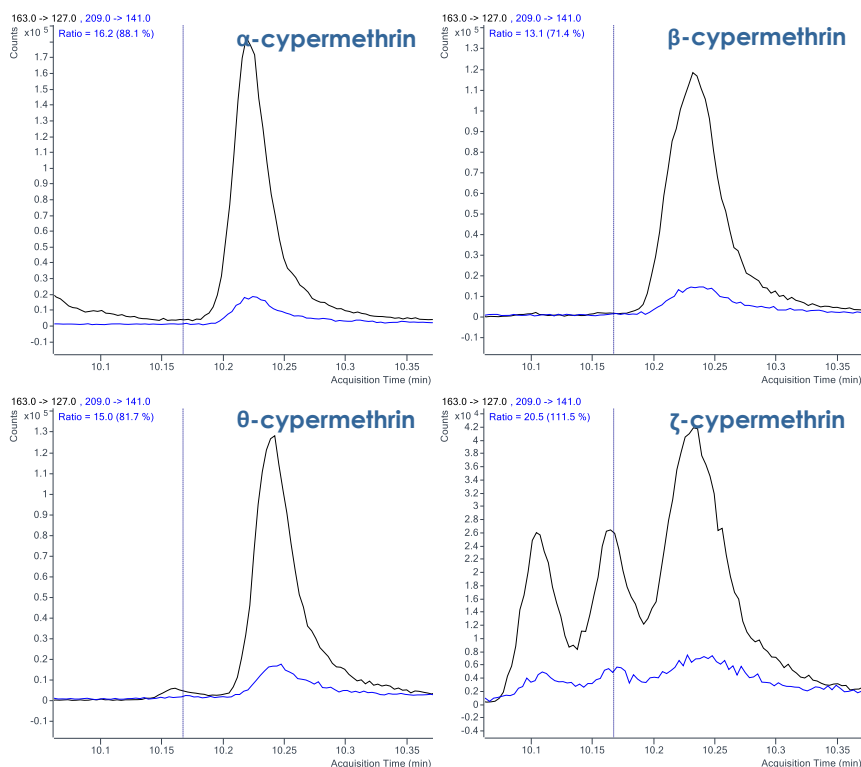 163.0 -> 127.0 , 209.0 -> 141.0
x10 5
Ratio = 16.2 (88.1 %)
α-cypermethrin
Counts
1.7
1.6
1.5
1.4
1.3
1.2
1.1
1
0.9
0.8
0.7
0.6
0.5
0.4
0.3
0.2
0.1
0
-0.1
10.1 10.15 10.2 10.25 10.3 10.35
Acquisition Time (min)
163.0 -> 127.0 , 209.0 -> 141.0
x10 5
Ratio = 13.1 (71.4 %)
β-cypermethrin
Counts
1.3
1.2
1.1
1
0.9
0.8
0.7
0.6
0.5
0.4
0.3
0.2
0.1
0
-0.1
10.1 10.15 10.2 10.25 10.3 10.35
Acquisition Time (min)
163.0 -> 127.0 , 209.0 -> 141.0
x10 5
Ratio = 15.0 (81.7 %)
θ-cypermethrin
Counts
1.3
1.2
1.1
1
0.9
0.8
0.7
0.6
0.5
0.4
0.3
0.2
0.1
0
-0.1
10.1 10.15 10.2 10.25 10.3 10.35
Acquisition Time (min)
163.0 -> 127.0 , 209.0 -> 141.0
x10 4
Ratio = 20.5 (111.5 %)
ζ-cypermethrin
Counts
4.2
4
3.8
3.6
3.4
3.2
3
2.8
2.6
2.4
2.2
2
1.8
1.6
1.4
1.2
1
0.8
0.6
0.4
0.2
0
-0.2
-0.4
10.1 10.15 10.2 10.25 10.3 10.35
Acquisition Time (min)